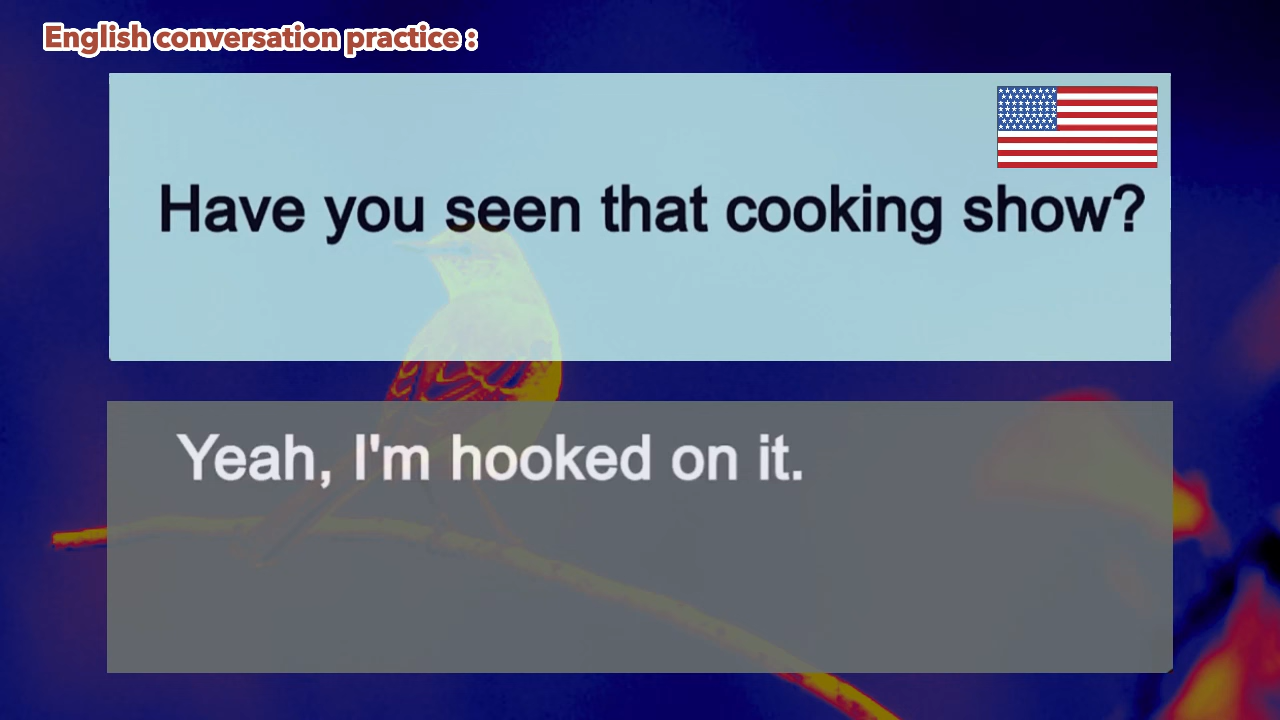 English conversation practice :
Have you seen that cooking show?
Yeah, I'm hooked on it.